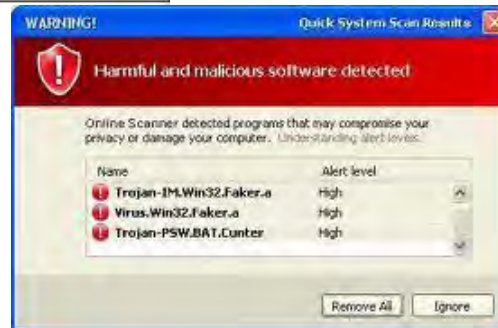 WARNING! Quick System Scan Results
Harmful and malicious software detected
Online Scanner detected programs that may compromise your
privacy or damage your computer. Understanding alert levels.
Name Alert level
Trojan-IM.Win32.Faker.a High
Virus.Win32.Faker.a High
Trojan-PSW.BAT.Cunter High
Remove All Ignore